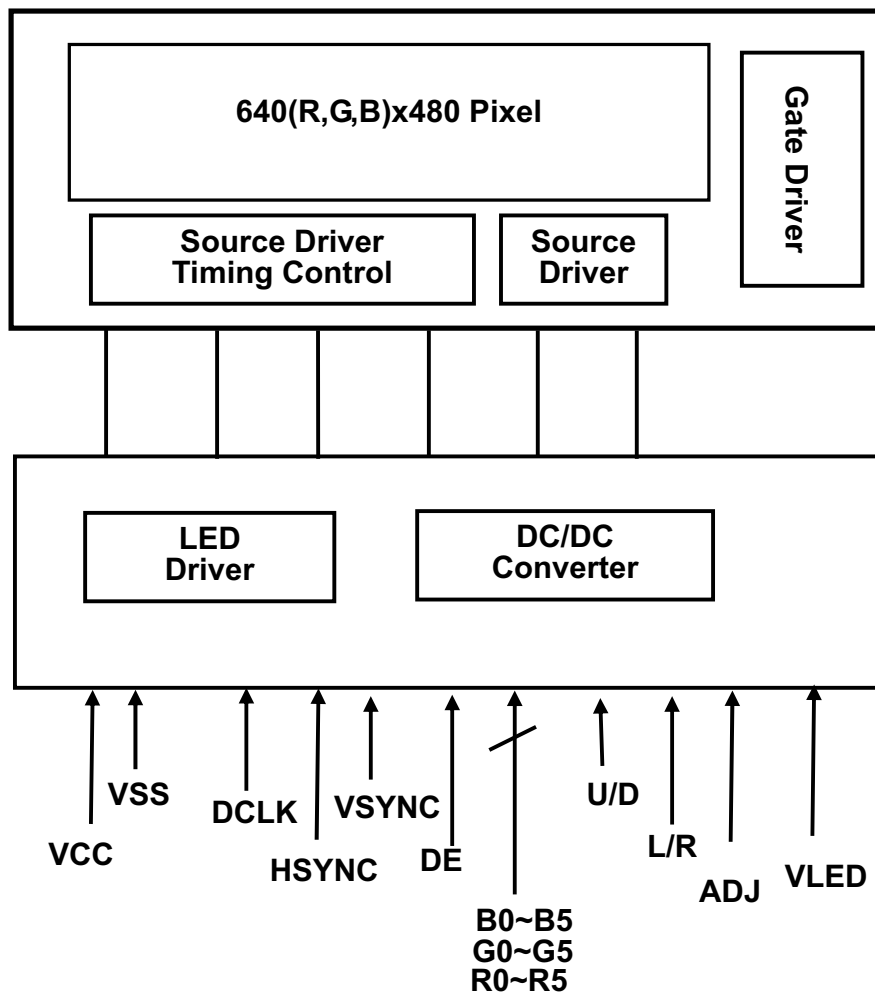 640(R,G,B)x480 Pixel
Gate Driver
Source Driver
Timing Control
Source
Driver
LED
Driver
DC/DC
Converter
VCC
VSS
DCLK
HSYNC
VSYNC
DE
B0~B5
G0~G5
R0~R5
U/D
L/R
ADJ
VLED